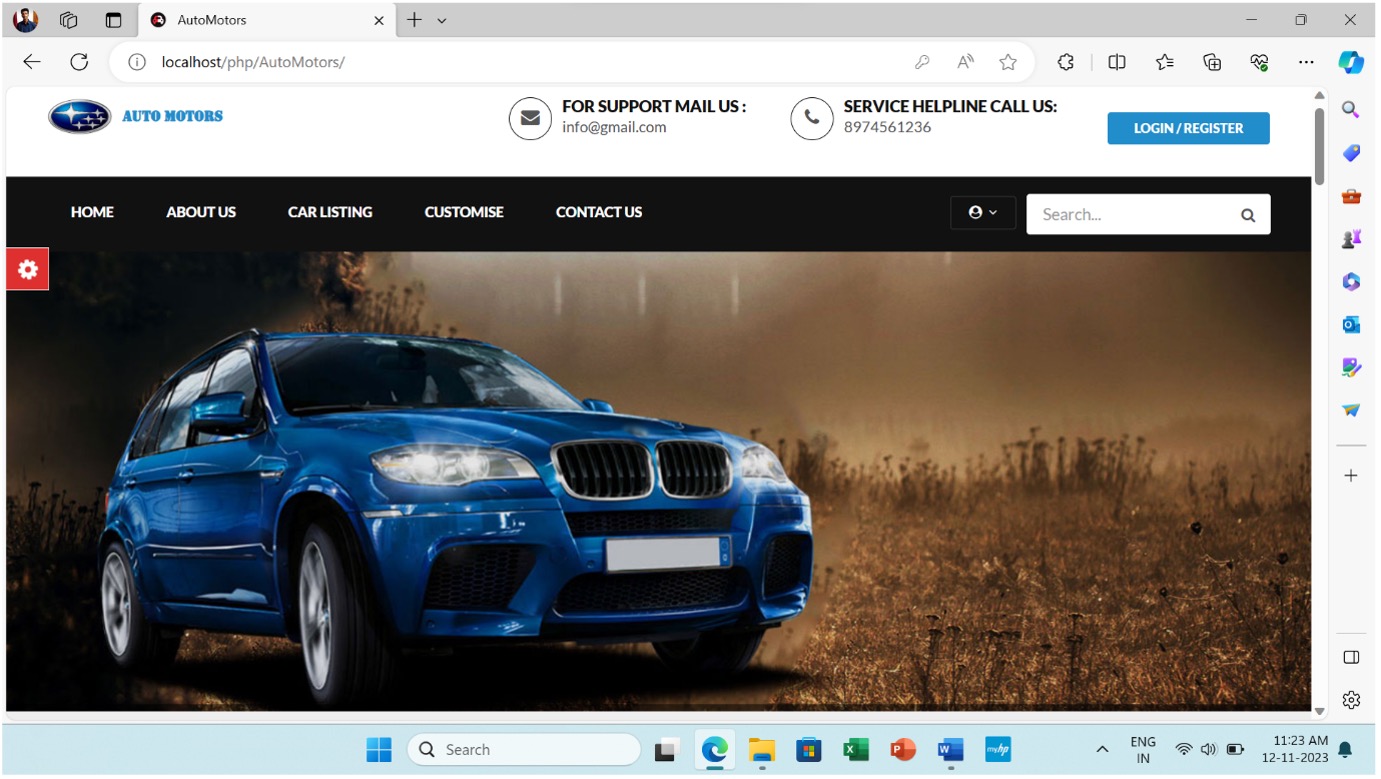 AutoMotors
localhost/php/AutoMotors/
AUTO MOTORS
FOR SUPPORT MAIL US :
info@gmail.com
SERVICE HELPLINE CALL US:
8974561236
LOGIN / REGISTER
HOME
ABOUT US
CAR LISTING
CUSTOMISE
CONTACT US
Search...
Search
ENG
IN
11:23 AM
12-11-2023